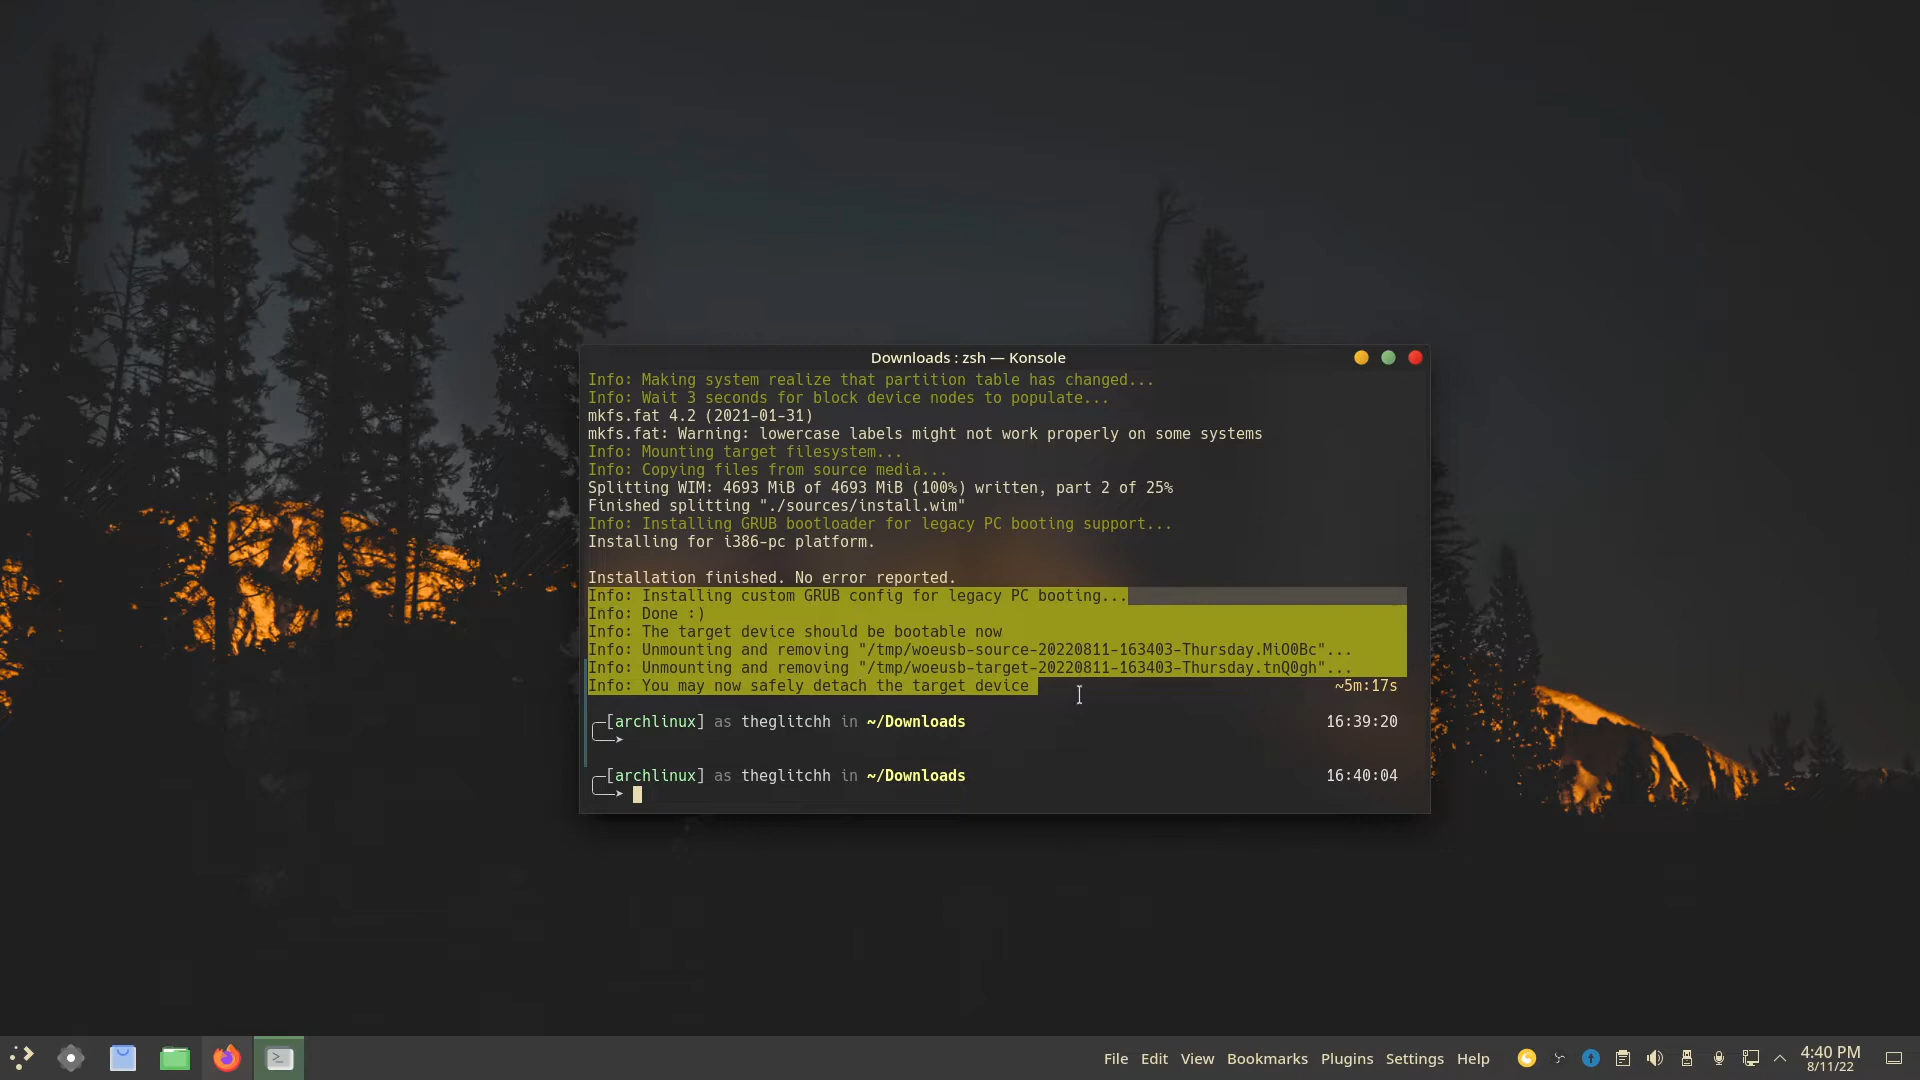 Downloads : zsh — Konsole
Info: Making system realize that partition table has changed...
Info: Wait 3 seconds for block device nodes to populate...
mkfs.fat 4.2 (2021-01-31)
mkfs.fat: Warning: lowercase labels might not work properly on some systems
Info: Mounting target filesystem...
Info: Copying files from source media...
Splitting WIM: 4693 MiB of 4693 MiB (100%) written, part 2 of 25%
Finished splitting "./sources/install.wim"
Info: Installing GRUB bootloader for legacy PC booting support...
Installing for i386-pc platform.
Installation finished. No error reported.
Info: Installing custom GRUB config for legacy PC booting...
Info: Done :)
Info: The target device should be bootable now
Info: Unmounting and removing "/tmp/woeusb-source-20220811-163403-Thursday.MiO0Bc"...
Info: Unmounting and removing "/tmp/woeusb-target-20220811-163403-Thursday.tnQ0gh"...
Info: You may now safely detach the target device ~5m:17s
[archlinux] as theglitchh in ~/Downloads 16:39:20
[archlinux] as theglitchh in ~/Downloads 16:40:04
File Edit View Bookmarks Plugins Settings Help 4:40 PM
8/11/22